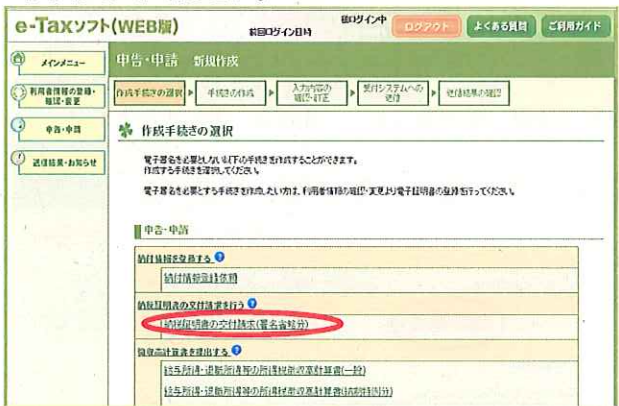 e-Taxソフト(WEB版)
前回ログイン日時
ログイン中
ログアウト
よくある質問
ご利用ガイド
メインメニュー
利用者情報の登録・
確認・変更
申告・申請
送信結果・お知らせ
申告・申請 新規作成
作成手続きの選択
手続きの作成
入力内容の
確認・訂正
受付システムへの
送信
送信結果の確認
作成手続きの選択
電子署名を必要としない以下の手続きを作成することができます。
作成する手続きを選択してください。
電子署名を必要とする手続きを作成したい方は、利用者情報の確認・変更より電子証明書の登録を行ってください。
申告・申請
納付情報を登録する
納付情報登録依頼
納税証明書の交付請求を行う
納税証明書の交付請求(署名省略分)
徴収高計算書を提出する
給与所得・退職所得等の所得税徴収高計算書(一般)
給与所得・退職所得等の所得税徴収高計算書(納期特例分)